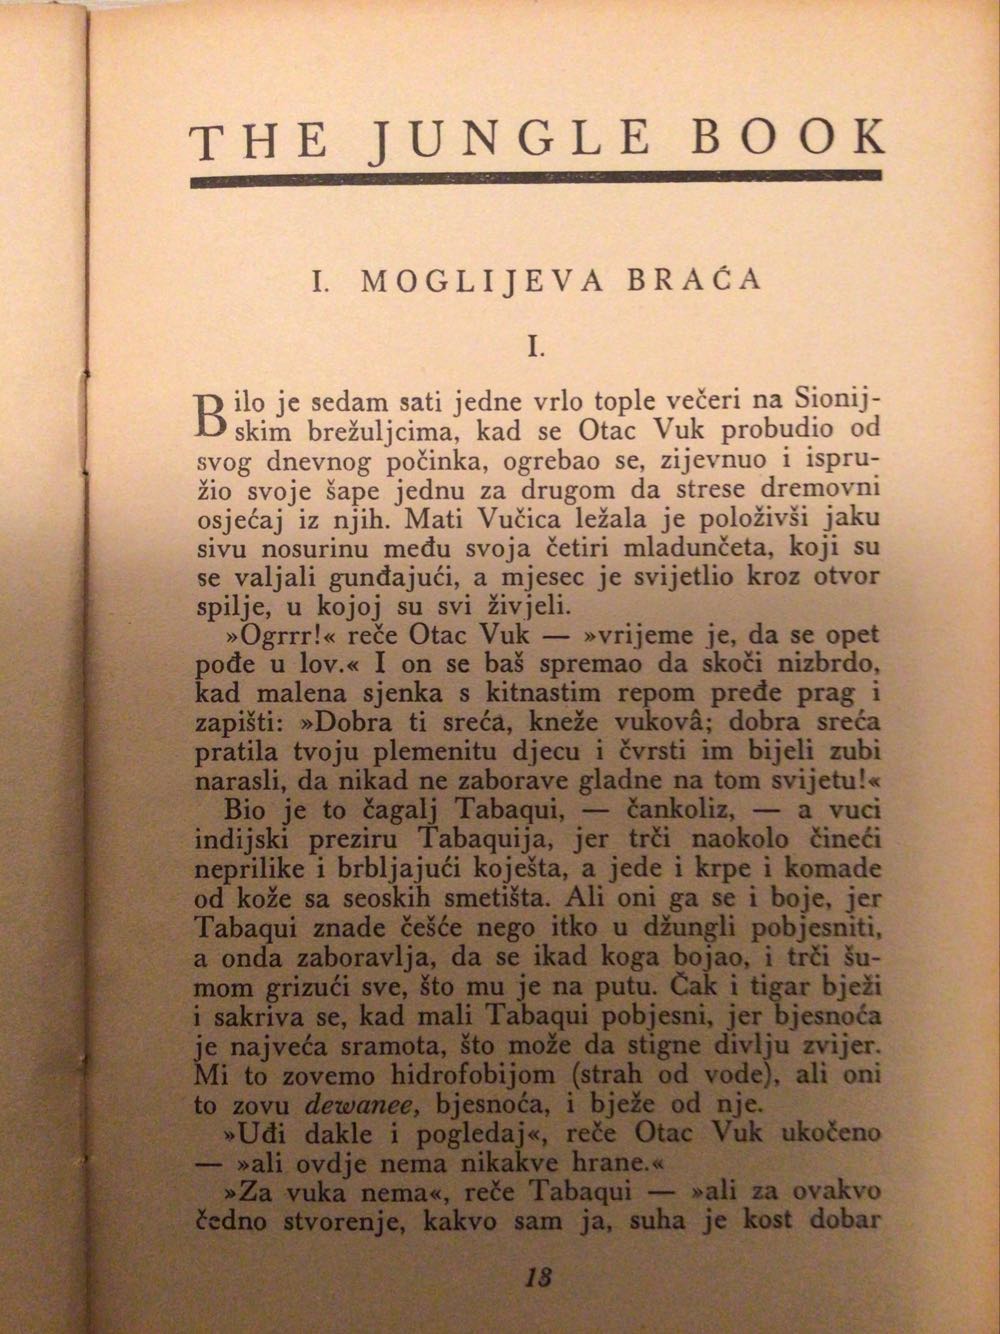 THE JUNGLE BOOK
I. MOGLIJEVA BRAĆA
I.
Bilo je sedam sati jedne vrlo tople večeri na Sionij-
skim brežuljcima, kad se Otac Vuk probudio od
svog dnevnog počinka, ogrebao se, zijevnuo i ispru-
žio svoje šape jednu za drugom da strese dremovni
osjećaj iz njih. Mati Vučica ležala je položivši jaku
sivu nosurinu među svoja četiri mladunčeta, koji su
se valjali gunđajući, a mjesec je svijetlio kroz otvor
spilje, u kojoj su svi živjeli.
»Ogrrr!« reče Otac Vuk — »vrijeme je, da se opet
pođe u lov.« I on se baš spremao da skoči nizbrdo,
kad malena sjenka s kitnastim repom pređe prag i
zapišti: »Dobra ti sreća, kneže vukovâ; dobra sreća
pratila tvoju plemenitu djecu i čvrsti im bijeli zubi
narasli, da nikad ne zaborave gladne na tom svijetu!«
Bio je to čagalj Tabaqui, — čankoliz, — a vuci
indijski preziru Tabaquija, jer trči naokolo čineći
neprilike i brbljajući koješta, a jede i krpe i komade
od kože sa seoskih smetišta. Ali oni ga se i boje, jer
Tabaqui znade češće nego itko u džungli pobjesniti,
a onda zaboravlja, da se ikad koga bojao, i trči šu-
mom grizući sve, što mu je na putu. Čak i tigar bježi
i sakriva se, kad mali Tabaqui pobjesni, jer bjesnoća
je najveća sramota, što može da stigne divlju zvijer.
Mi to zovemo hidrofobijom (strah od vode), ali oni
to zovu dewanee, bjesnoća, i bježe od nje.
»Uđi dakle i pogledaj«, reče Otac Vuk ukočeno
— »ali ovdje nema nikakve hrane.«
»Za vuka nema«, reče Tabaqui — »ali za ovakvo
čedno stvorenje, kakvo sam ja, suha je kost dobar
13